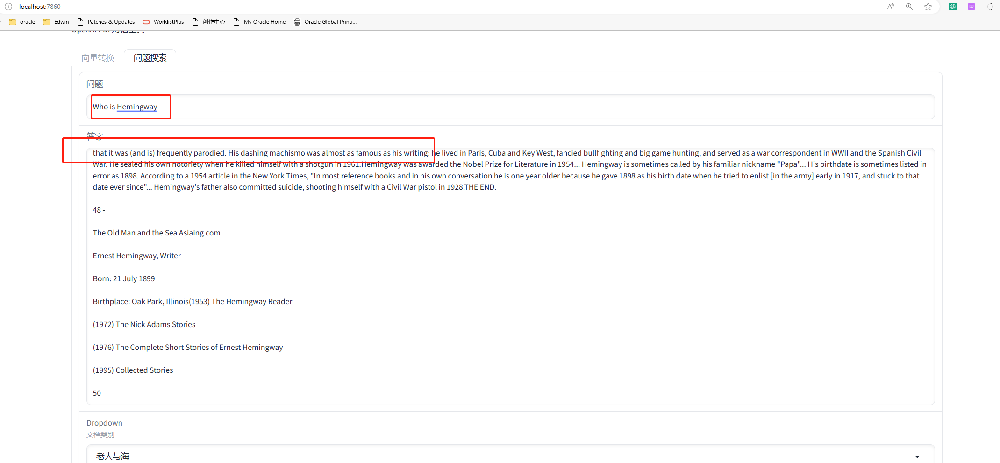 localhost:7860
oracle Edwin Patches & Updates WorklistPlus 创作中心 My Oracle Home Oracle Global Printi...
向量转换 问题搜索
问题
Who is Hemingway
答案
that it was (and is) frequently parodied. His dashing machismo was almost as famous as his writing: he lived in Paris, Cuba and Key West, fancied bullfighting and big game hunting, and served as a war correspondent in WWII and the Spanish Civil
War. He sealed his own notoriety when he killed himself with a shotgun in 1961.Hemingway was awarded the Nobel Prize for Literature in 1954... Hemingway is sometimes called by his familiar nickname "Papa"... His birthdate is sometimes listed in
error as 1898. According to a 1954 article in the New York Times, "In most reference books and in his own conversation he is one year older because he gave 1898 as his birth date when he tried to enlist [in the army] early in 1917, and stuck to that
date ever since"... Hemingway's father also committed suicide, shooting himself with a Civil War pistol in 1928.THE END.
48 -
The Old Man and the Sea Asiaing.com
Ernest Hemingway, Writer
Born: 21 July 1899
Birthplace: Oak Park, Illinois(1953) The Hemingway Reader
(1972) The Nick Adams Stories
(1976) The Complete Short Stories of Ernest Hemingway
(1995) Collected Stories
50
Dropdown
文档类别
老人与海